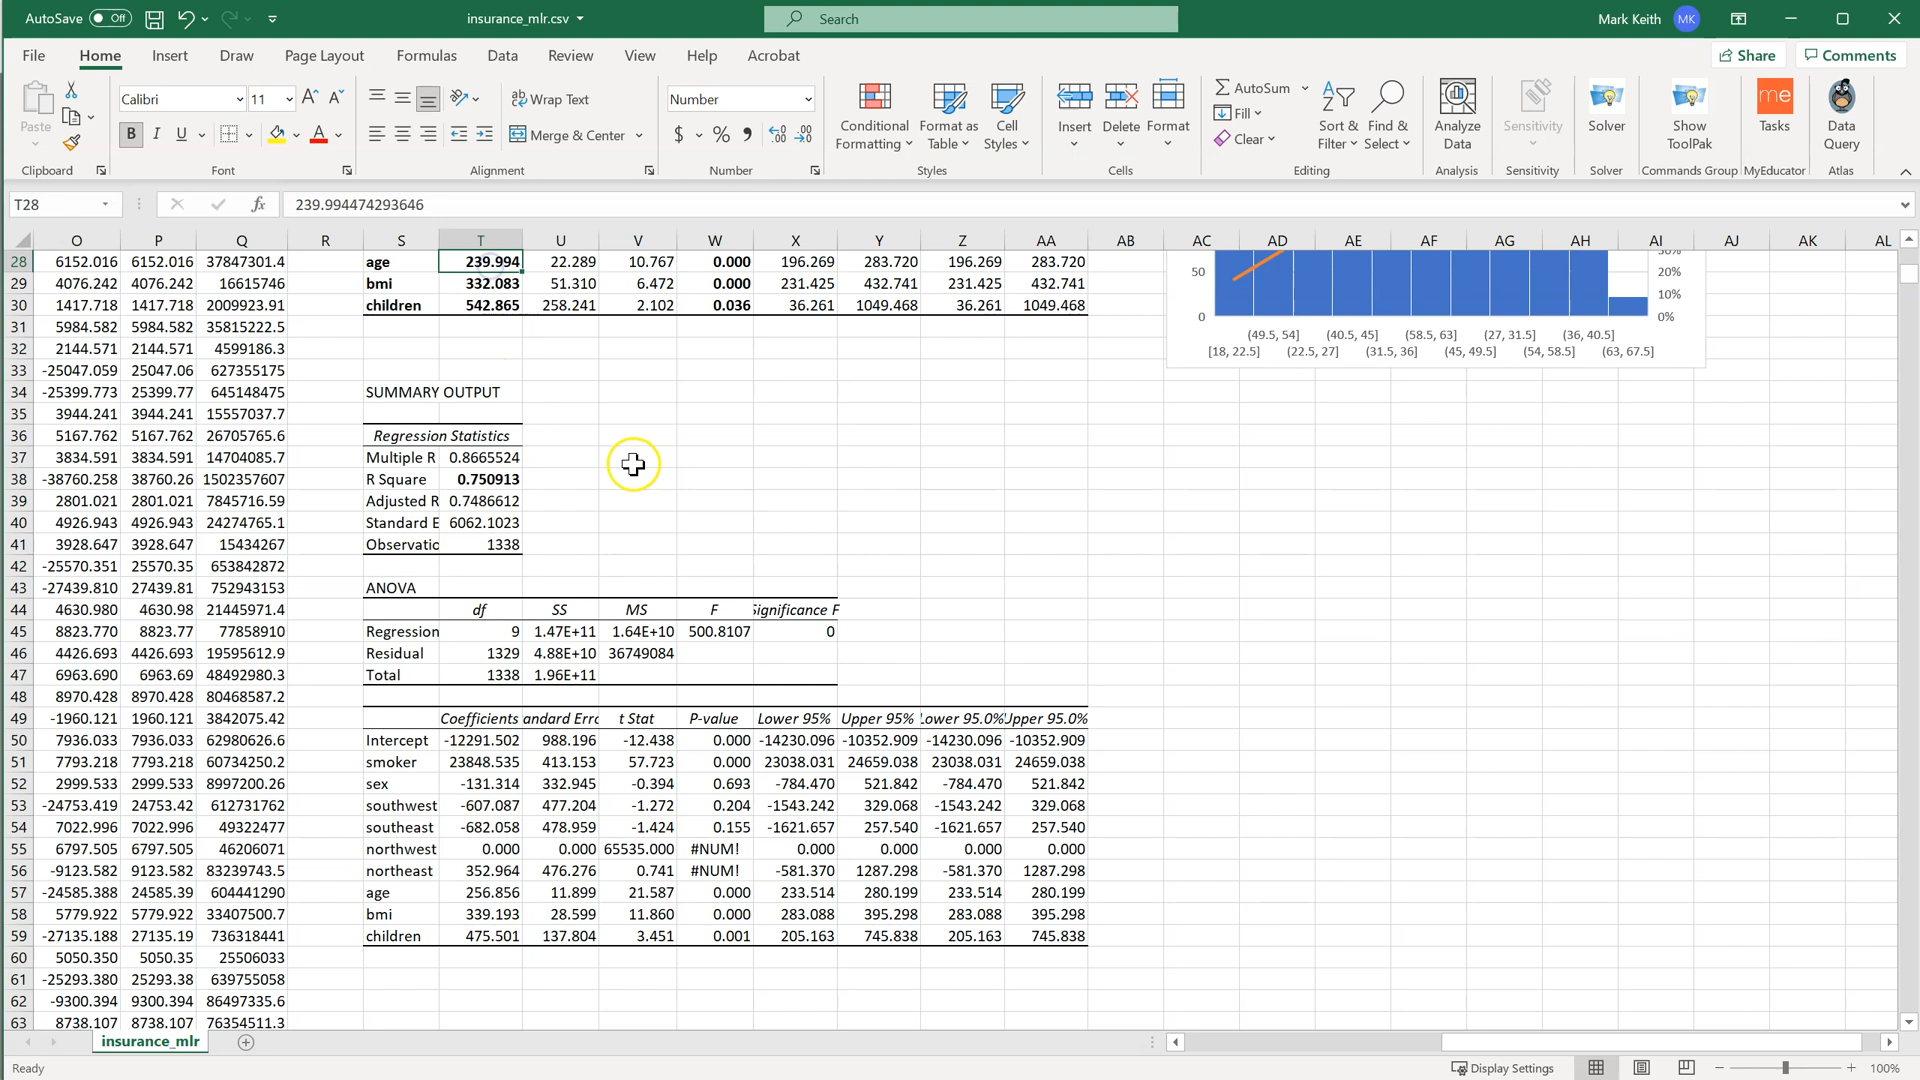 AutoSave Off insurance_mlr.csv Search Mark Keith MK
File Home Insert Draw Page Layout Formulas Data Review View Help Acrobat Share Comments
Paste Calibri 11 Wrap Text Number AutoSum
B I U Merge & Center $ % Conditional Formatting Format as Table Cell Styles Insert Delete Format Fill Clear Sort & Filter Find & Select Analyze Data Sensitivity Solver Show ToolPak me Tasks Data Query
Clipboard Font Alignment Number Styles Cells Editing Analysis Sensitivity Solver Commands Group MyEducator Atlas
T28 fx 239.994474293646
O P Q R S T U V W X Y Z AA AB AC AD AE AF AG AH AI AJ AK AL
28 6152.016 6152.016 37847301.4 age 239.994 22.289 10.767 0.000 196.269 283.720 196.269 283.720
29 4076.242 4076.242 16615746 bmi 332.083 51.310 6.472 0.000 231.425 432.741 231.425 432.741 50 20%
30 1417.718 1417.718 2009923.91 children 542.865 258.241 2.102 0.036 36.261 1049.468 36.261 1049.468 10%
0 0%
31 5984.582 5984.582 35815222.5 (49.5, 54] (40.5, 45] (58.5, 63] (27, 31.5] (36, 40.5]
32 2144.571 2144.571 4599186.3 [18, 22.5] (22.5, 27] (31.5, 36] (45, 49.5] (54, 58.5] (63, 67.5]
33 -25047.059 25047.06 627355175
34 -25399.773 25399.77 645148475 SUMMARY OUTPUT
35 3944.241 3944.241 15557037.7
36 5167.762 5167.762 26705765.6 Regression Statistics
37 3834.591 3834.591 14704085.7 Multiple R 0.8665524
38 -38760.258 38760.26 1502357607 R Square 0.750913
39 2801.021 2801.021 7845716.59 Adjusted R 0.7486612
40 4926.943 4926.943 24274765.1 Standard E 6062.1023
41 3928.647 3928.647 15434267 Observatio 1338
42 -25570.351 25570.35 653842872
43 -27439.810 27439.81 752943153 ANOVA
44 4630.980 4630.98 21445971.4 df SS MS F Significance F
45 8823.770 8823.77 77858910 Regression 9 1.47E+11 1.64E+10 500.8107 0
46 4426.693 4426.693 19595612.9 Residual 1329 4.88E+10 36749084
47 6963.690 6963.69 48492980.3 Total 1338 1.96E+11
48 8970.428 8970.428 80468587.2
49 -1960.121 1960.121 3842075.42 Coefficients andard Erro t Stat P-value Lower 95% Upper 95% Lower 95.0% Upper 95.0%
50 7936.033 7936.033 62980626.6 Intercept -12291.502 988.196 -12.438 0.000 -14230.096 -10352.909 -14230.096 -10352.909
51 7793.218 7793.218 60734250.2 smoker 23848.535 413.153 57.723 0.000 23038.031 24659.038 23038.031 24659.038
52 2999.533 2999.533 8997200.26 sex -131.314 332.945 -0.394 0.693 -784.470 521.842 -784.470 521.842
53 -24753.419 24753.42 612731762 southwest -607.087 477.204 -1.272 0.204 -1543.242 329.068 -1543.242 329.068
54 7022.996 7022.996 49322477 southeast -682.058 478.959 -1.424 0.155 -1621.657 257.540 -1621.657 257.540
55 6797.505 6797.505 46206071 northwest 0.000 0.000 65535.000 #NUM! 0.000 0.000 0.000 0.000
56 -9123.582 9123.582 83239743.5 northeast 352.964 476.276 0.741 #NUM! -581.370 1287.298 -581.370 1287.298
57 -24585.388 24585.39 604441290 age 256.856 11.899 21.587 0.000 233.514 280.199 233.514 280.199
58 5779.922 5779.922 33407500.7 bmi 339.193 28.599 11.860 0.000 283.088 395.298 283.088 395.298
59 -27135.188 27135.19 736318441 children 475.501 137.804 3.451 0.001 205.163 745.838 205.163 745.838
60 5050.350 5050.35 25506033
61 -25293.380 25293.38 639755058
62 -9300.394 9300.394 86497335.6
63 8738.107 8738.107 76354511.3
insurance_mlr
Ready Display Settings 100%